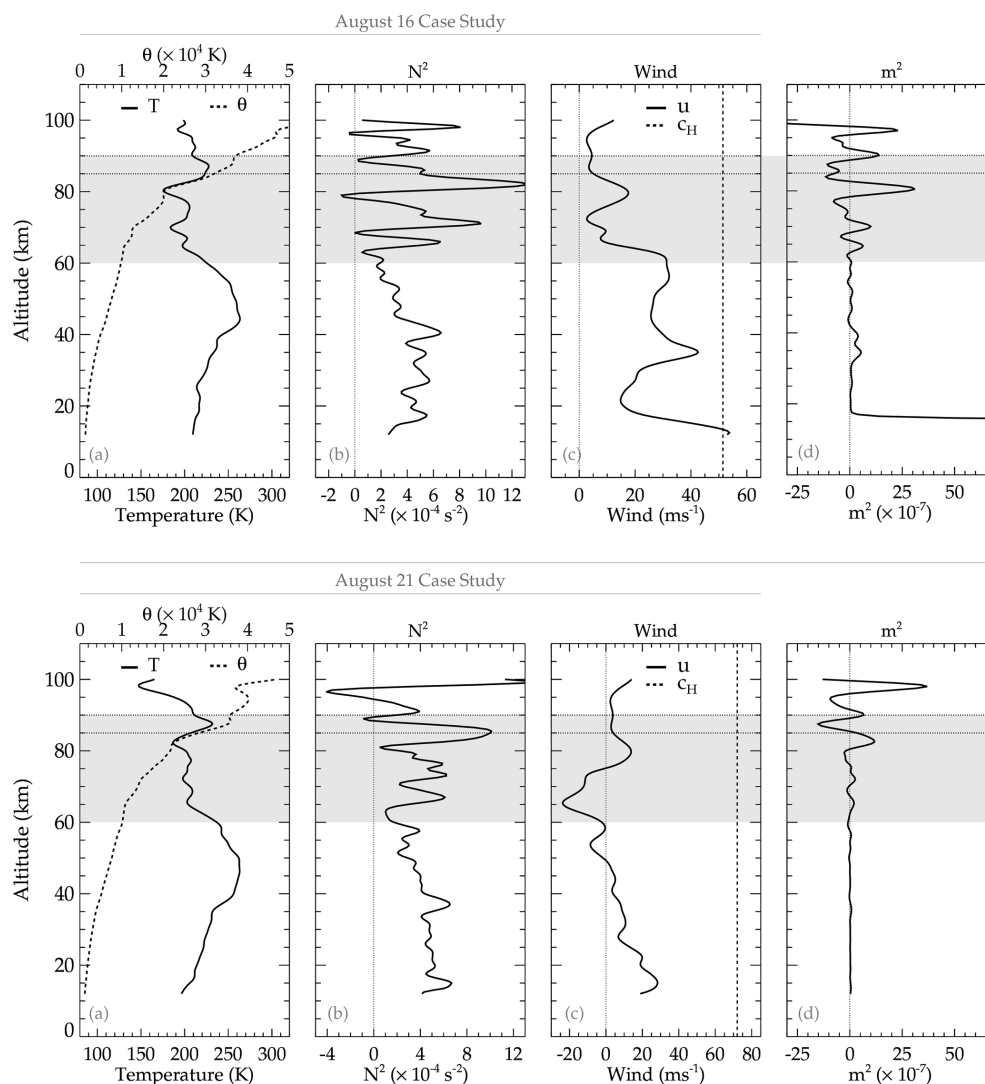 August 16 Case Study
θ (× 10⁴ K)
N²
Wind
m²
0 1 2 3 4 5
T θ
u
c_H
Altitude (km)
100
80
60
40
20
0
(a)
(b)
(c)
(d)
100 150 200 250 300
-2 0 2 4 6 8 10 12
0 20 40 60
-25 0 25 50
Temperature (K)
N² (× 10⁻⁴ s⁻²)
Wind (ms⁻¹)
m² (× 10⁻⁷)
August 21 Case Study
θ (× 10⁴ K)
N²
Wind
m²
0 1 2 3 4 5
T θ
u
c_H
Altitude (km)
100
80
60
40
20
0
(a)
(b)
(c)
(d)
100 150 200 250 300
-4 0 4 8 12
-20 0 20 40 60 80
-25 0 25 50
Temperature (K)
N² (× 10⁻⁴ s⁻²)
Wind (ms⁻¹)
m² (× 10⁻⁷)